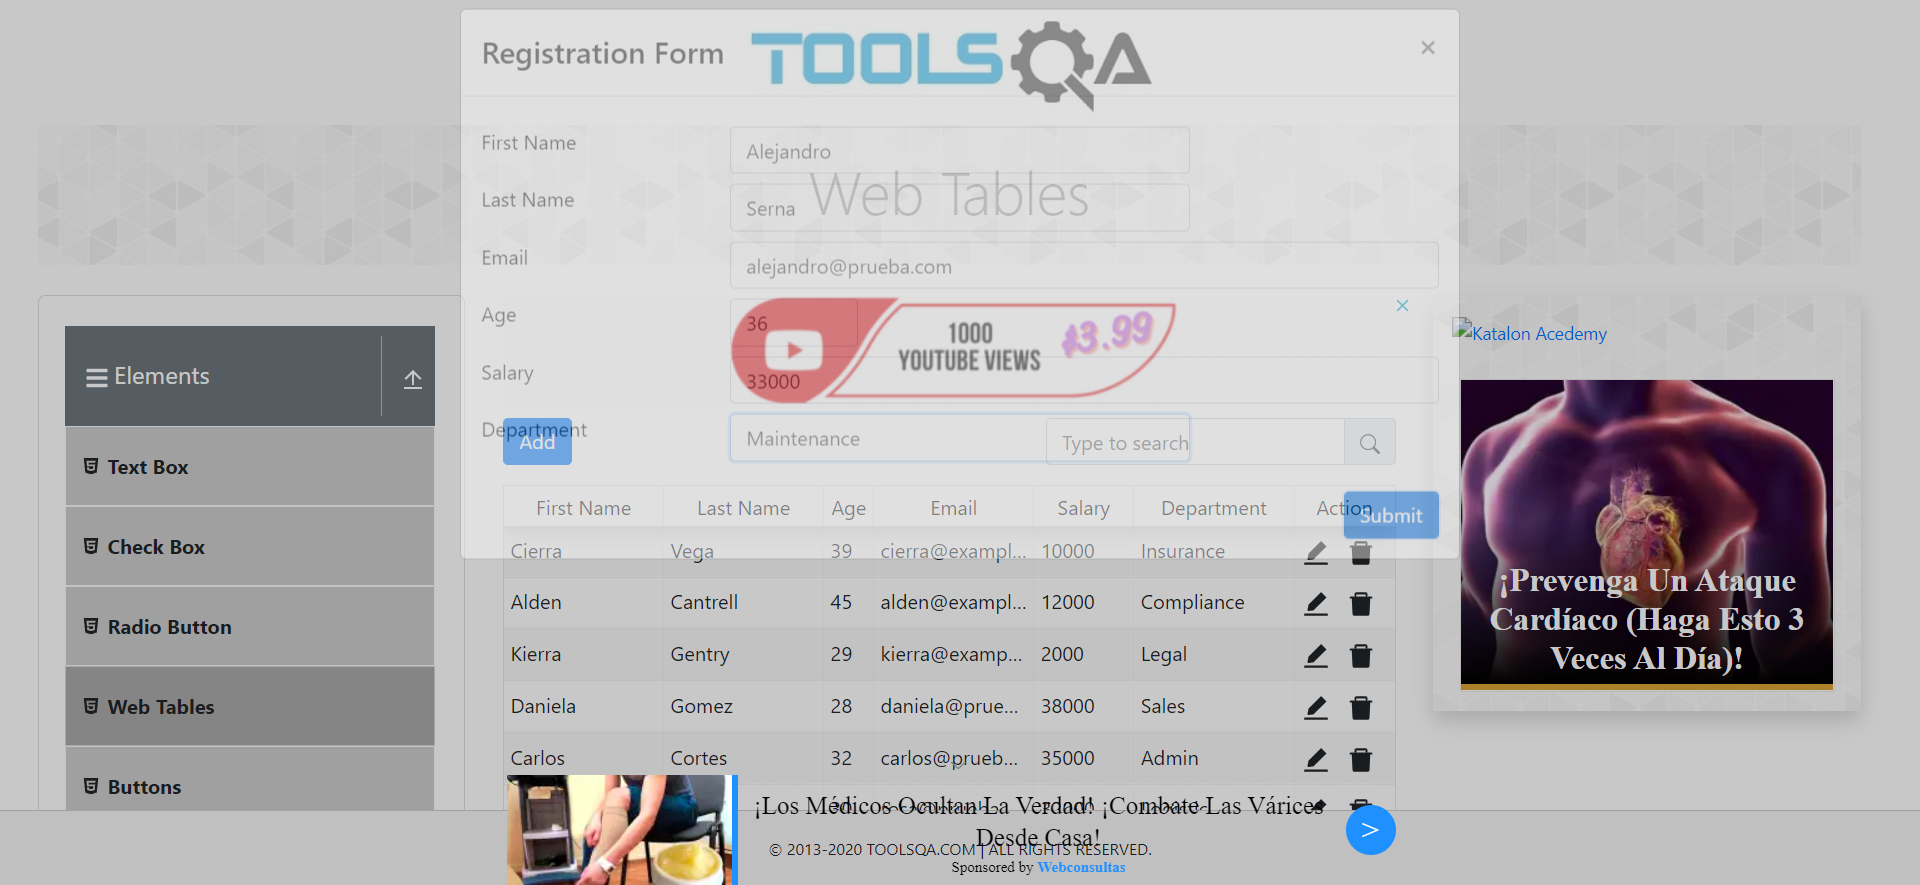 Registration Form
TOOLSQA
×
First Name
Alejandro
Last Name
Serna
Web Tables
Email
alejandro@prueba.com
Age
36
1000
YOUTUBE VIEWS
$3.99
Salary
33000
Department
Maintenance
Add
Type to search
Submit
Elements
Text Box
Check Box
Radio Button
Web Tables
Buttons
First Name Last Name Age Email Salary Department Action
Cierra Vega 39 cierra@exampl... 10000 Insurance
Alden Cantrell 45 alden@exampl... 12000 Compliance
Kierra Gentry 29 kierra@examp... 2000 Legal
Daniela Gomez 28 daniela@prue... 38000 Sales
Carlos Cortes 32 carlos@prueb... 35000 Admin
Katalon Acedemy
¡Prevenga Un Ataque
Cardíaco (Haga Esto 3
Veces Al Día)!
¡Los Médicos Ocultan La Verdad! ¡Combate Las Várices
Desde Casa!
>
© 2013-2020 TOOLSQA.COM | ALL RIGHTS RESERVED.
Sponsored by Webconsultas